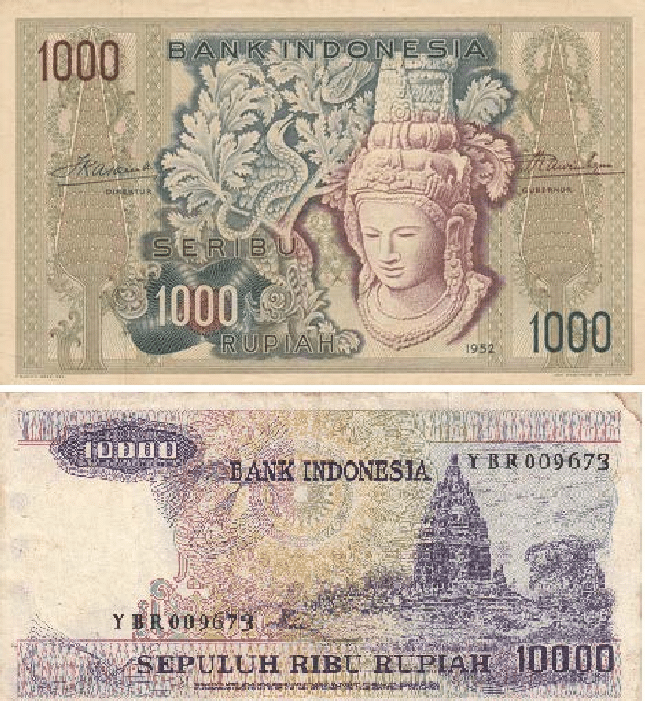 1000
BANK INDONESIA
DIREKTUR
GUBERNUR
SERIBU
1000
RUPIAH
1952
1000
10000
BANK INDONESIA
YBR009673
YBR009673
SEPULUH RIBU RUPIAH
10000